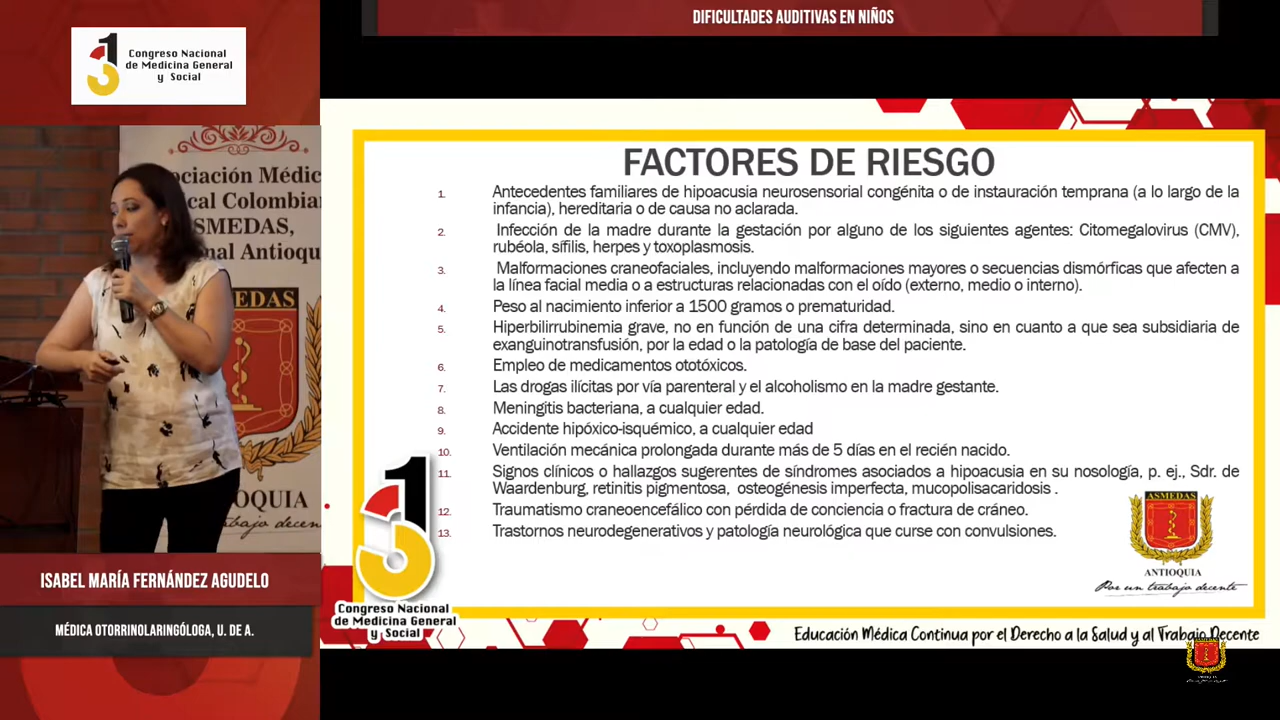 DIFICULTADES AUDITIVAS EN NIÑOS
Congreso Nacional
de Medicina General
y Social
ociación Médic
cal Colombian
SMEDAS,
nal Antioqu
ASMEDAS
OQUIA
abajo decen
ISABEL MARÍA FERNÁNDEZ AGUDELO
MÉDICA OTORRINOLARINGÓLOGA, U. DE A.
FACTORES DE RIESGO
1. Antecedentes familiares de hipoacusia neurosensorial congénita o de instauración temprana (a lo largo de la
infancia), hereditaria o de causa no aclarada.
2. Infección de la madre durante la gestación por alguno de los siguientes agentes: Citomegalovirus (CMV),
rubéola, sífilis, herpes y toxoplasmosis.
3. Malformaciones craneofaciales, incluyendo malformaciones mayores o secuencias dismórficas que afecten a
la línea facial media o a estructuras relacionadas con el oído (externo, medio o interno).
4. Peso al nacimiento inferior a 1500 gramos o prematuridad.
5. Hiperbilirrubinemia grave, no en función de una cifra determinada, sino en cuanto a que sea subsidiaria de
exanguinotransfusión, por la edad o la patología de base del paciente.
6. Empleo de medicamentos ototóxicos.
7. Las drogas ilícitas por vía parenteral y el alcoholismo en la madre gestante.
8. Meningitis bacteriana, a cualquier edad.
9. Accidente hipóxico-isquémico, a cualquier edad
10. Ventilación mecánica prolongada durante más de 5 días en el recién nacido.
11. Signos clínicos o hallazgos sugerentes de síndromes asociados a hipoacusia en su nosología, p. ej., Sdr. de
Waardenburg, retinitis pigmentosa, osteogénesis imperfecta, mucopolisacaridosis .
12. Traumatismo craneoencefálico con pérdida de conciencia o fractura de cráneo.
13. Trastornos neurodegenerativos y patología neurológica que curse con convulsiones.
ASMEDAS
ANTIOQUIA
Por un trabajo decente
Congreso Nacional
de Medicina General
y Social
Educación Médica Continua por el Derecho a la Salud y al Trabajo Decente